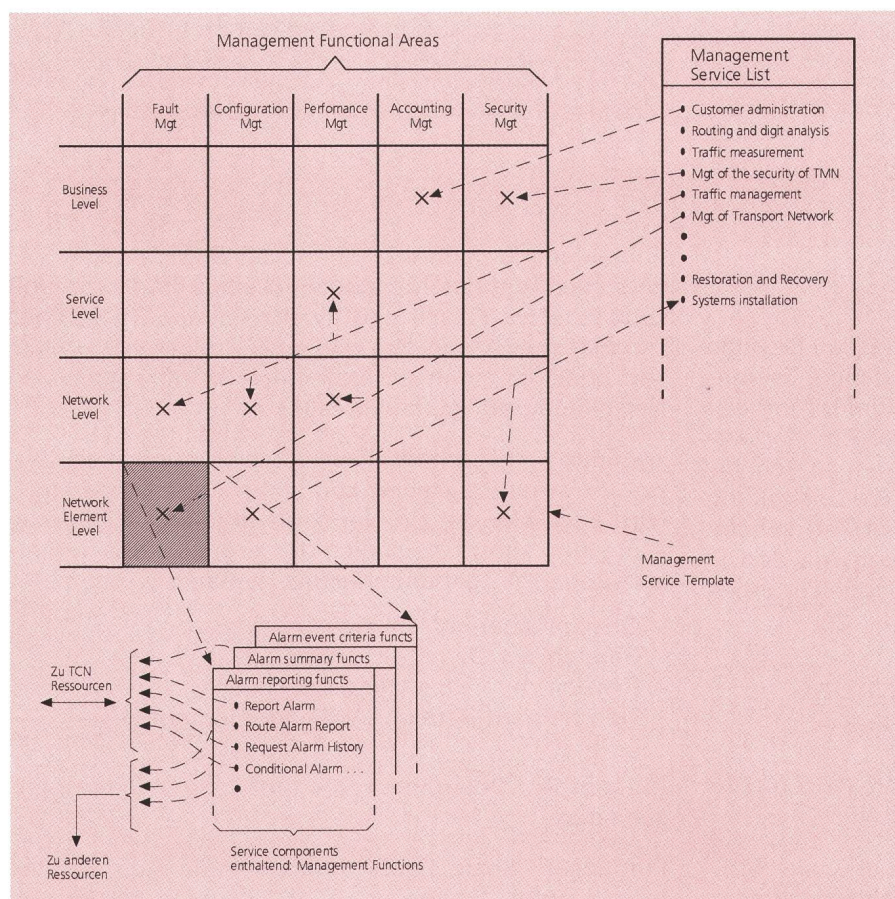 Management Functional Areas
Fault
Mgt
Configuration
Mgt
Perfomance
Mgt
Accounting
Mgt
Security
Mgt
Business
Level
Service
Level
Network
Level
Network
Element
Level
Management
Service List
Customer administration
Routing and digit analysis
Traffic measurement
Mgt of the security of TMN
Traffic management
Mgt of Transport Network
Restoration and Recovery
Systems installation
Management
Service Template
Alarm event criteria functs
Alarm summary functs
Alarm reporting functs
Report Alarm
Route Alarm Report
Request Alarm History
Conditional Alarm . . .
Zu TCN
Ressourcen
Zu anderen
Ressourcen
Service components
enthaltend: Management Functions